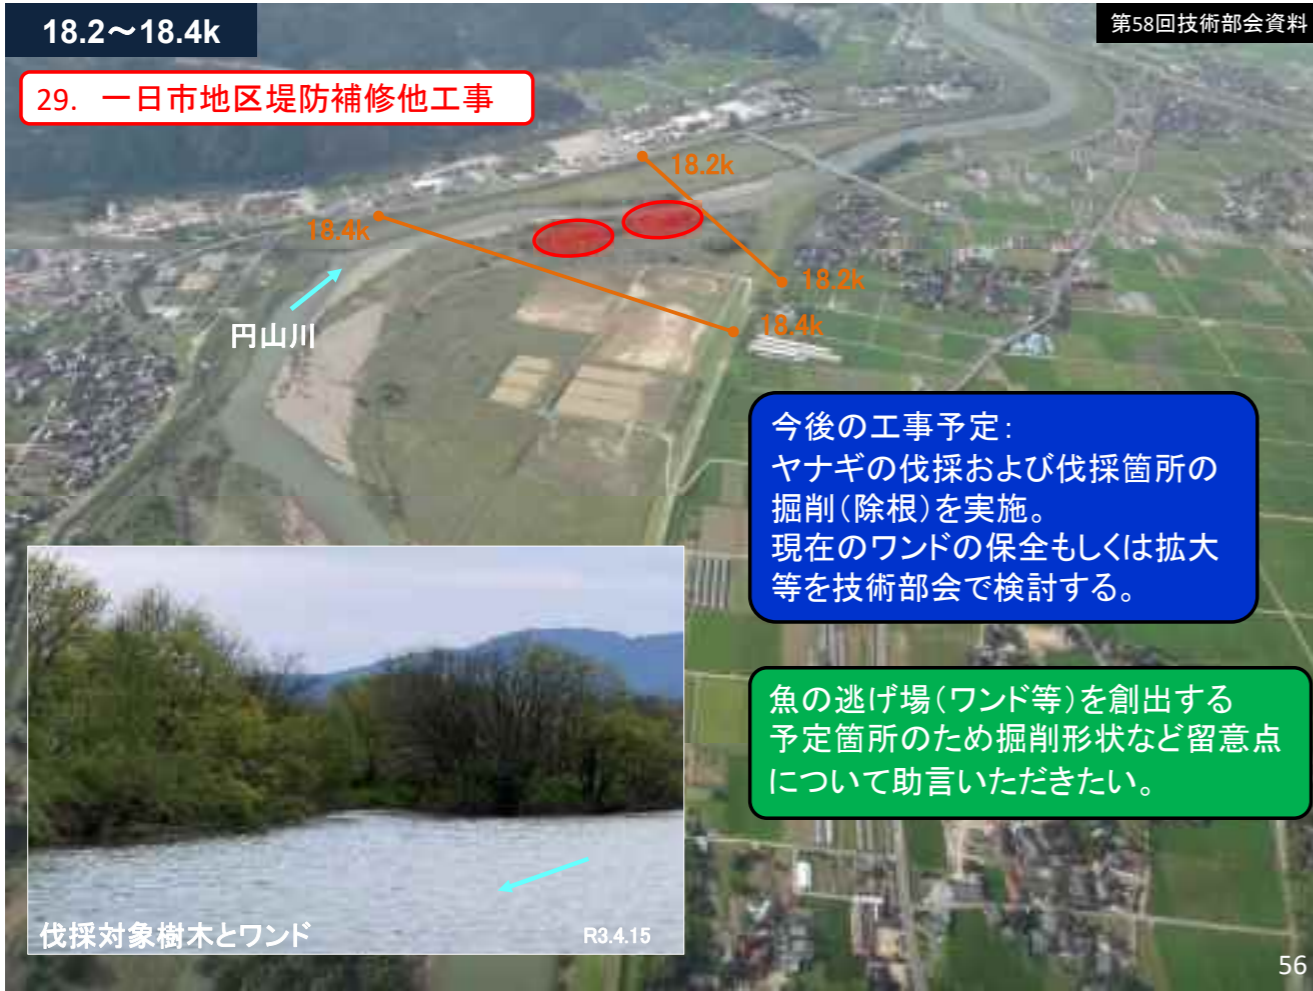 18.2～18.4k
第58回技術部会資料
29. 一日市地区堤防補修他工事
18.2k
18.4k
18.2k
18.4k
円山川
今後の工事予定：
ヤナギの伐採および伐採箇所の
掘削（除根）を実施。
現在のワンドの保全もしくは拡大
等を技術部会で検討する。
魚の逃げ場（ワンド等）を創出する
予定箇所のため掘削形状など留意点
について助言いただきたい。
伐採対象樹木とワンド
R3.4.15
56